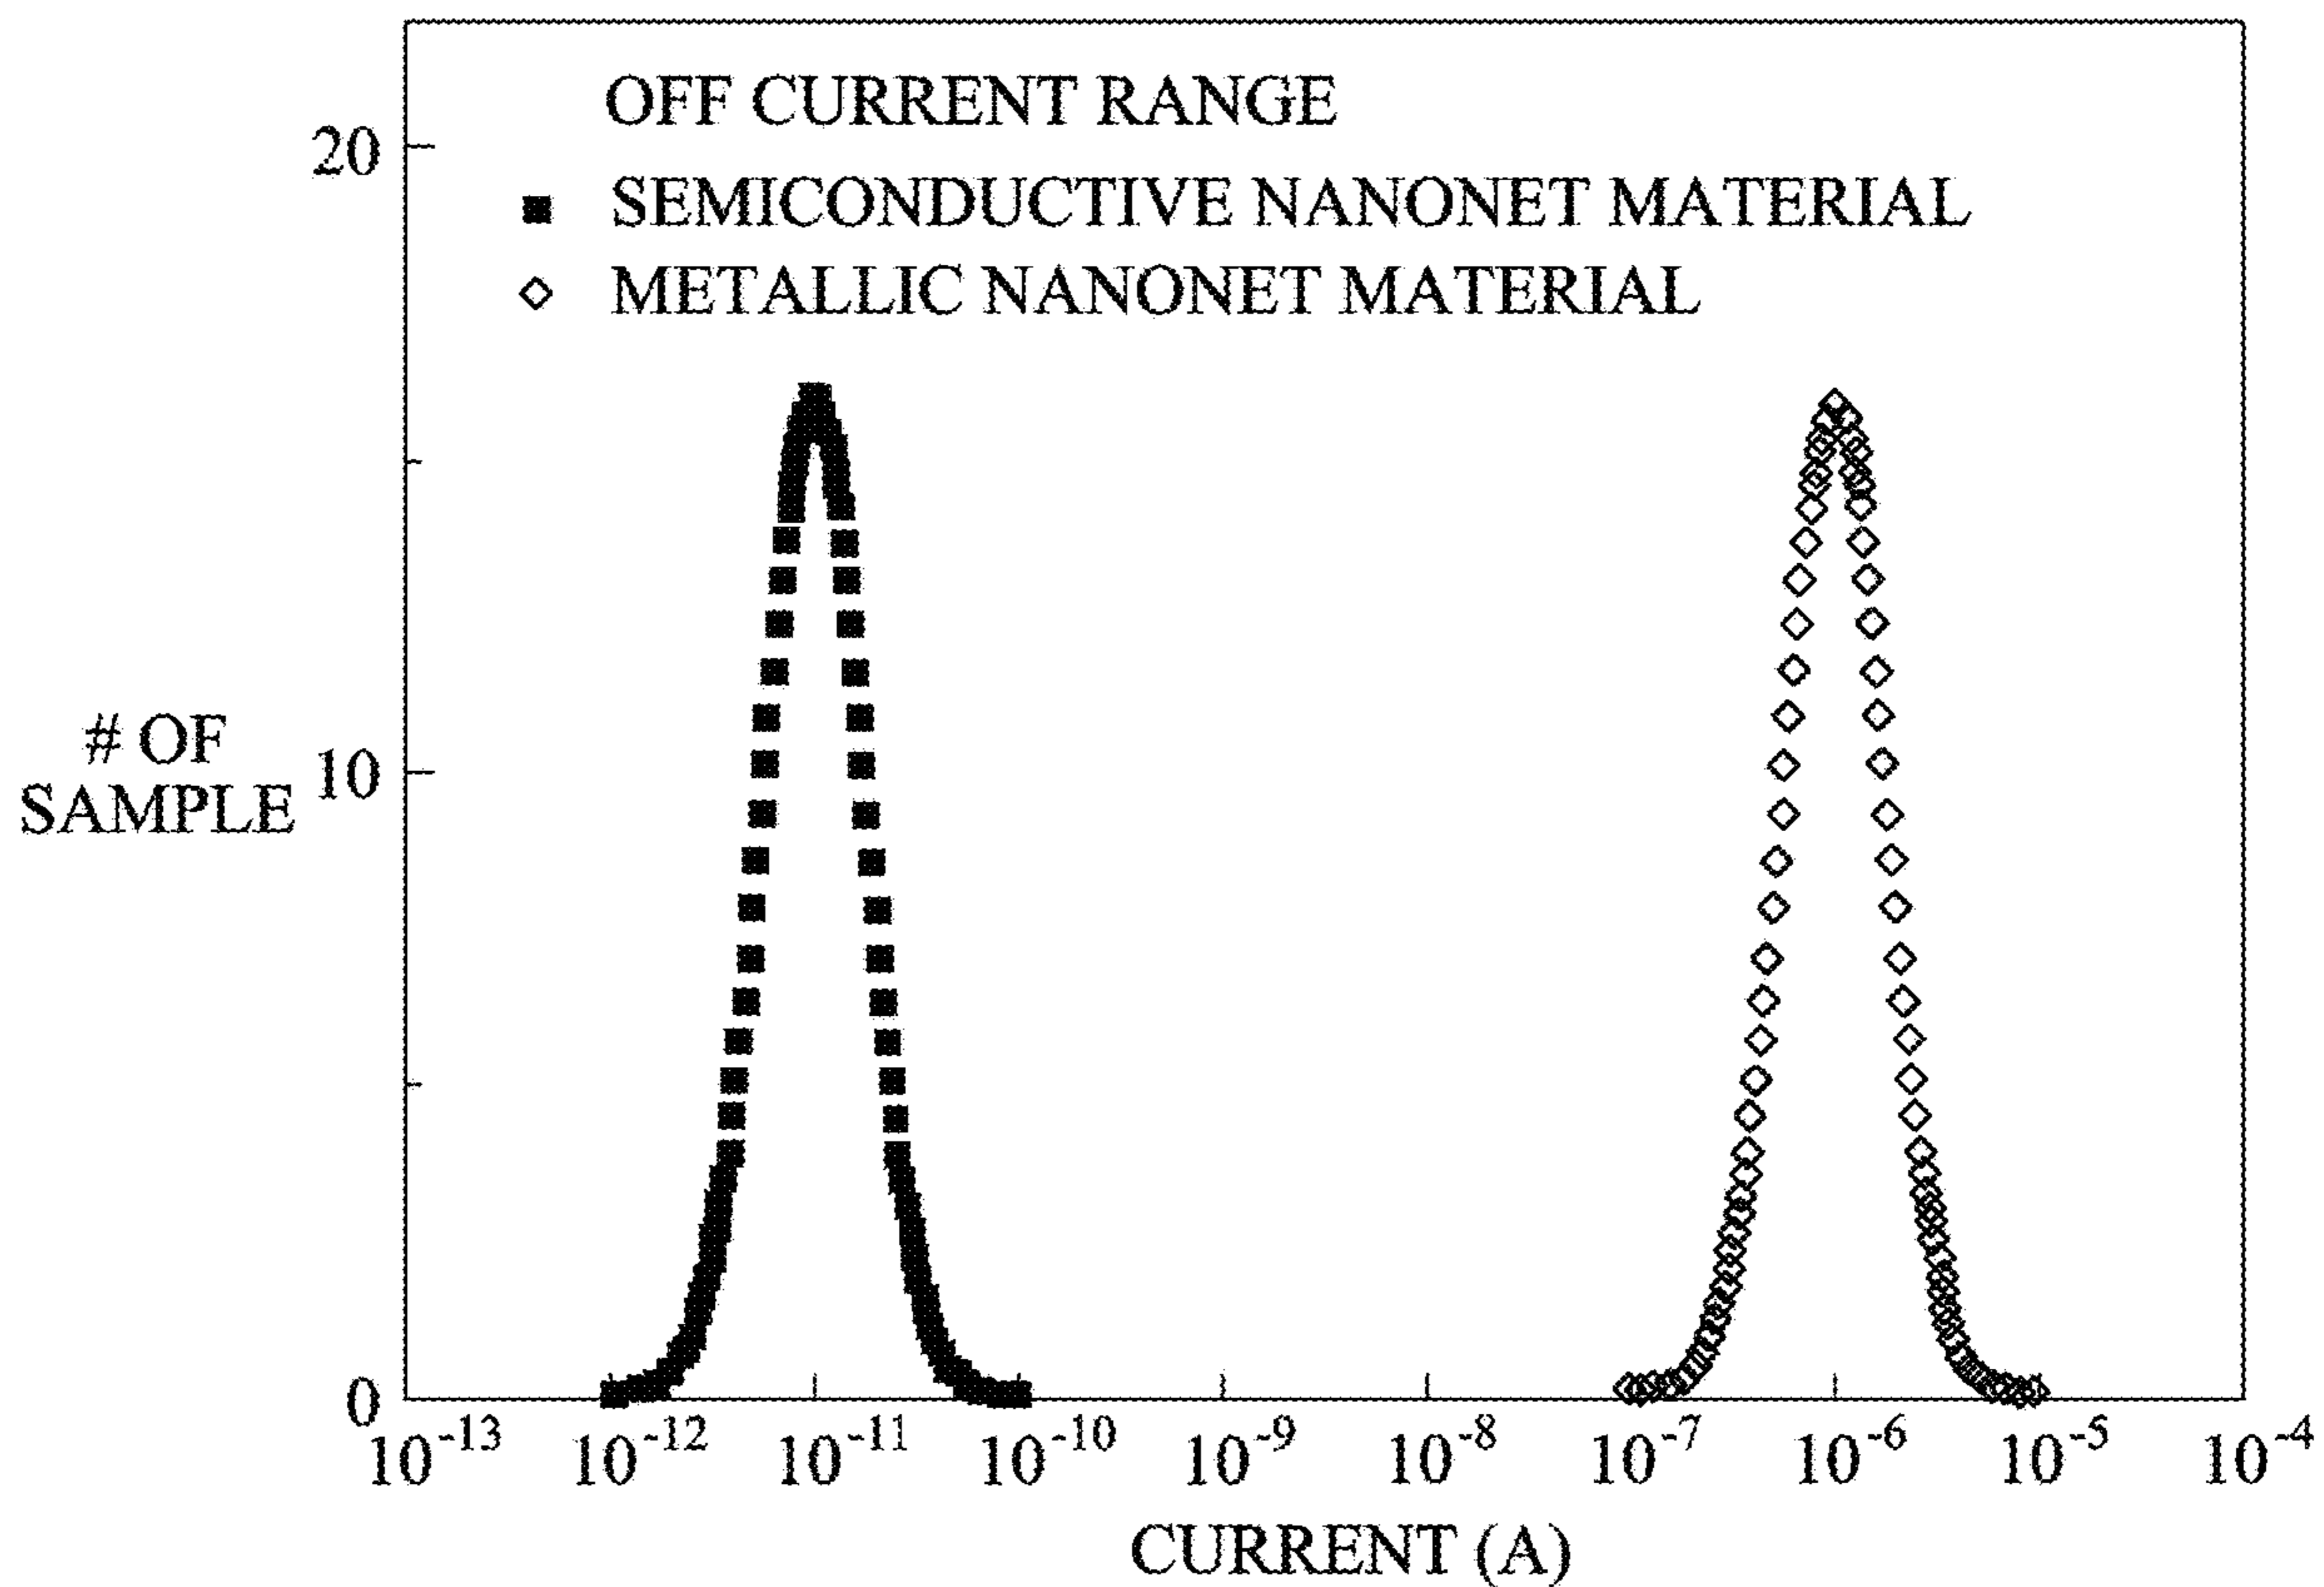 OFF CURRENT RANGE
SEMICONDUCTIVE NANONET MATERIAL
METALLIC NANONET MATERIAL
20
10
0
# OF
SAMPLE
10⁻¹³ 10⁻¹² 10⁻¹¹ 10⁻¹⁰ 10⁻⁹ 10⁻⁸ 10⁻⁷ 10⁻⁶ 10⁻⁵ 10⁻⁴
CURRENT (A)